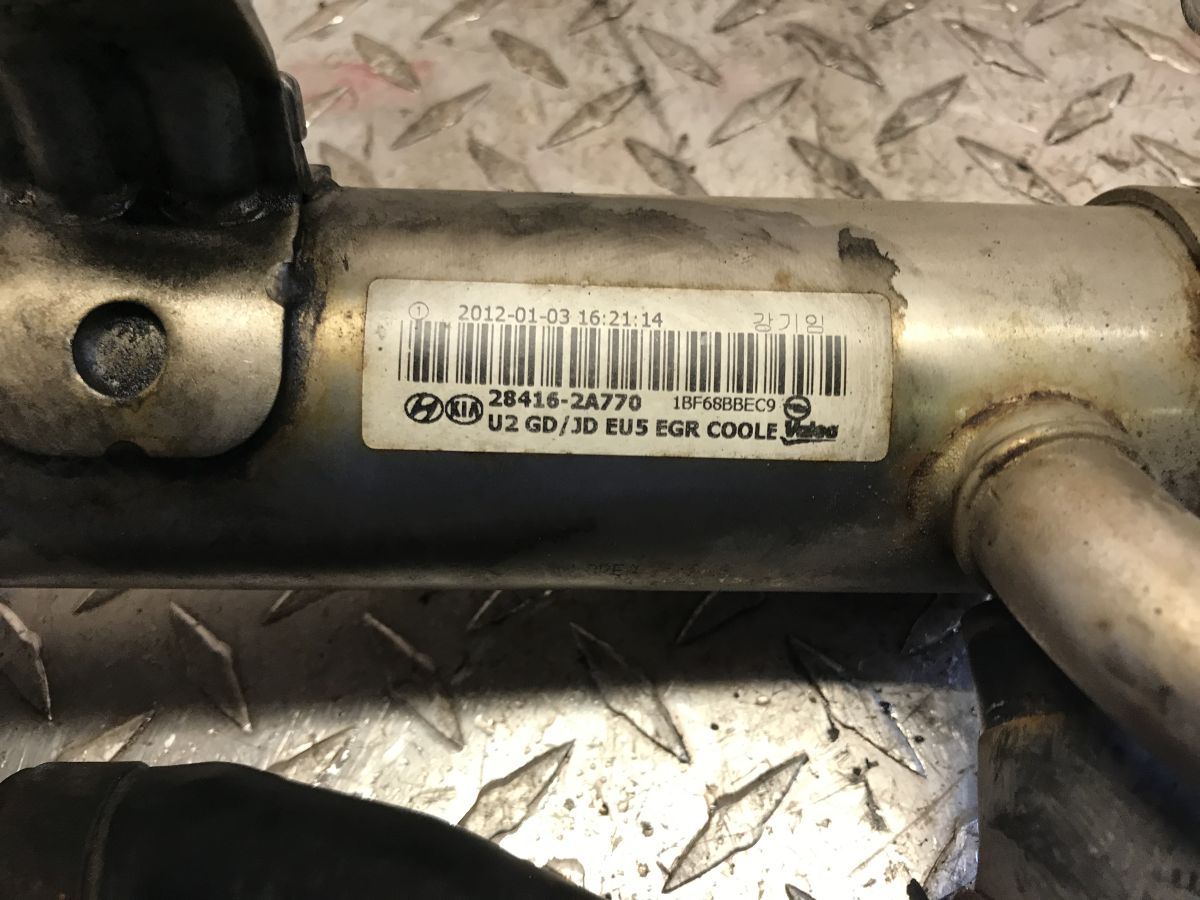 ① 2012-01-03 16:21:14 강기임
KIA 28416-2A770 1BF68BBEC9
U2 GD/JD EU5 EGR COOLE Valeo